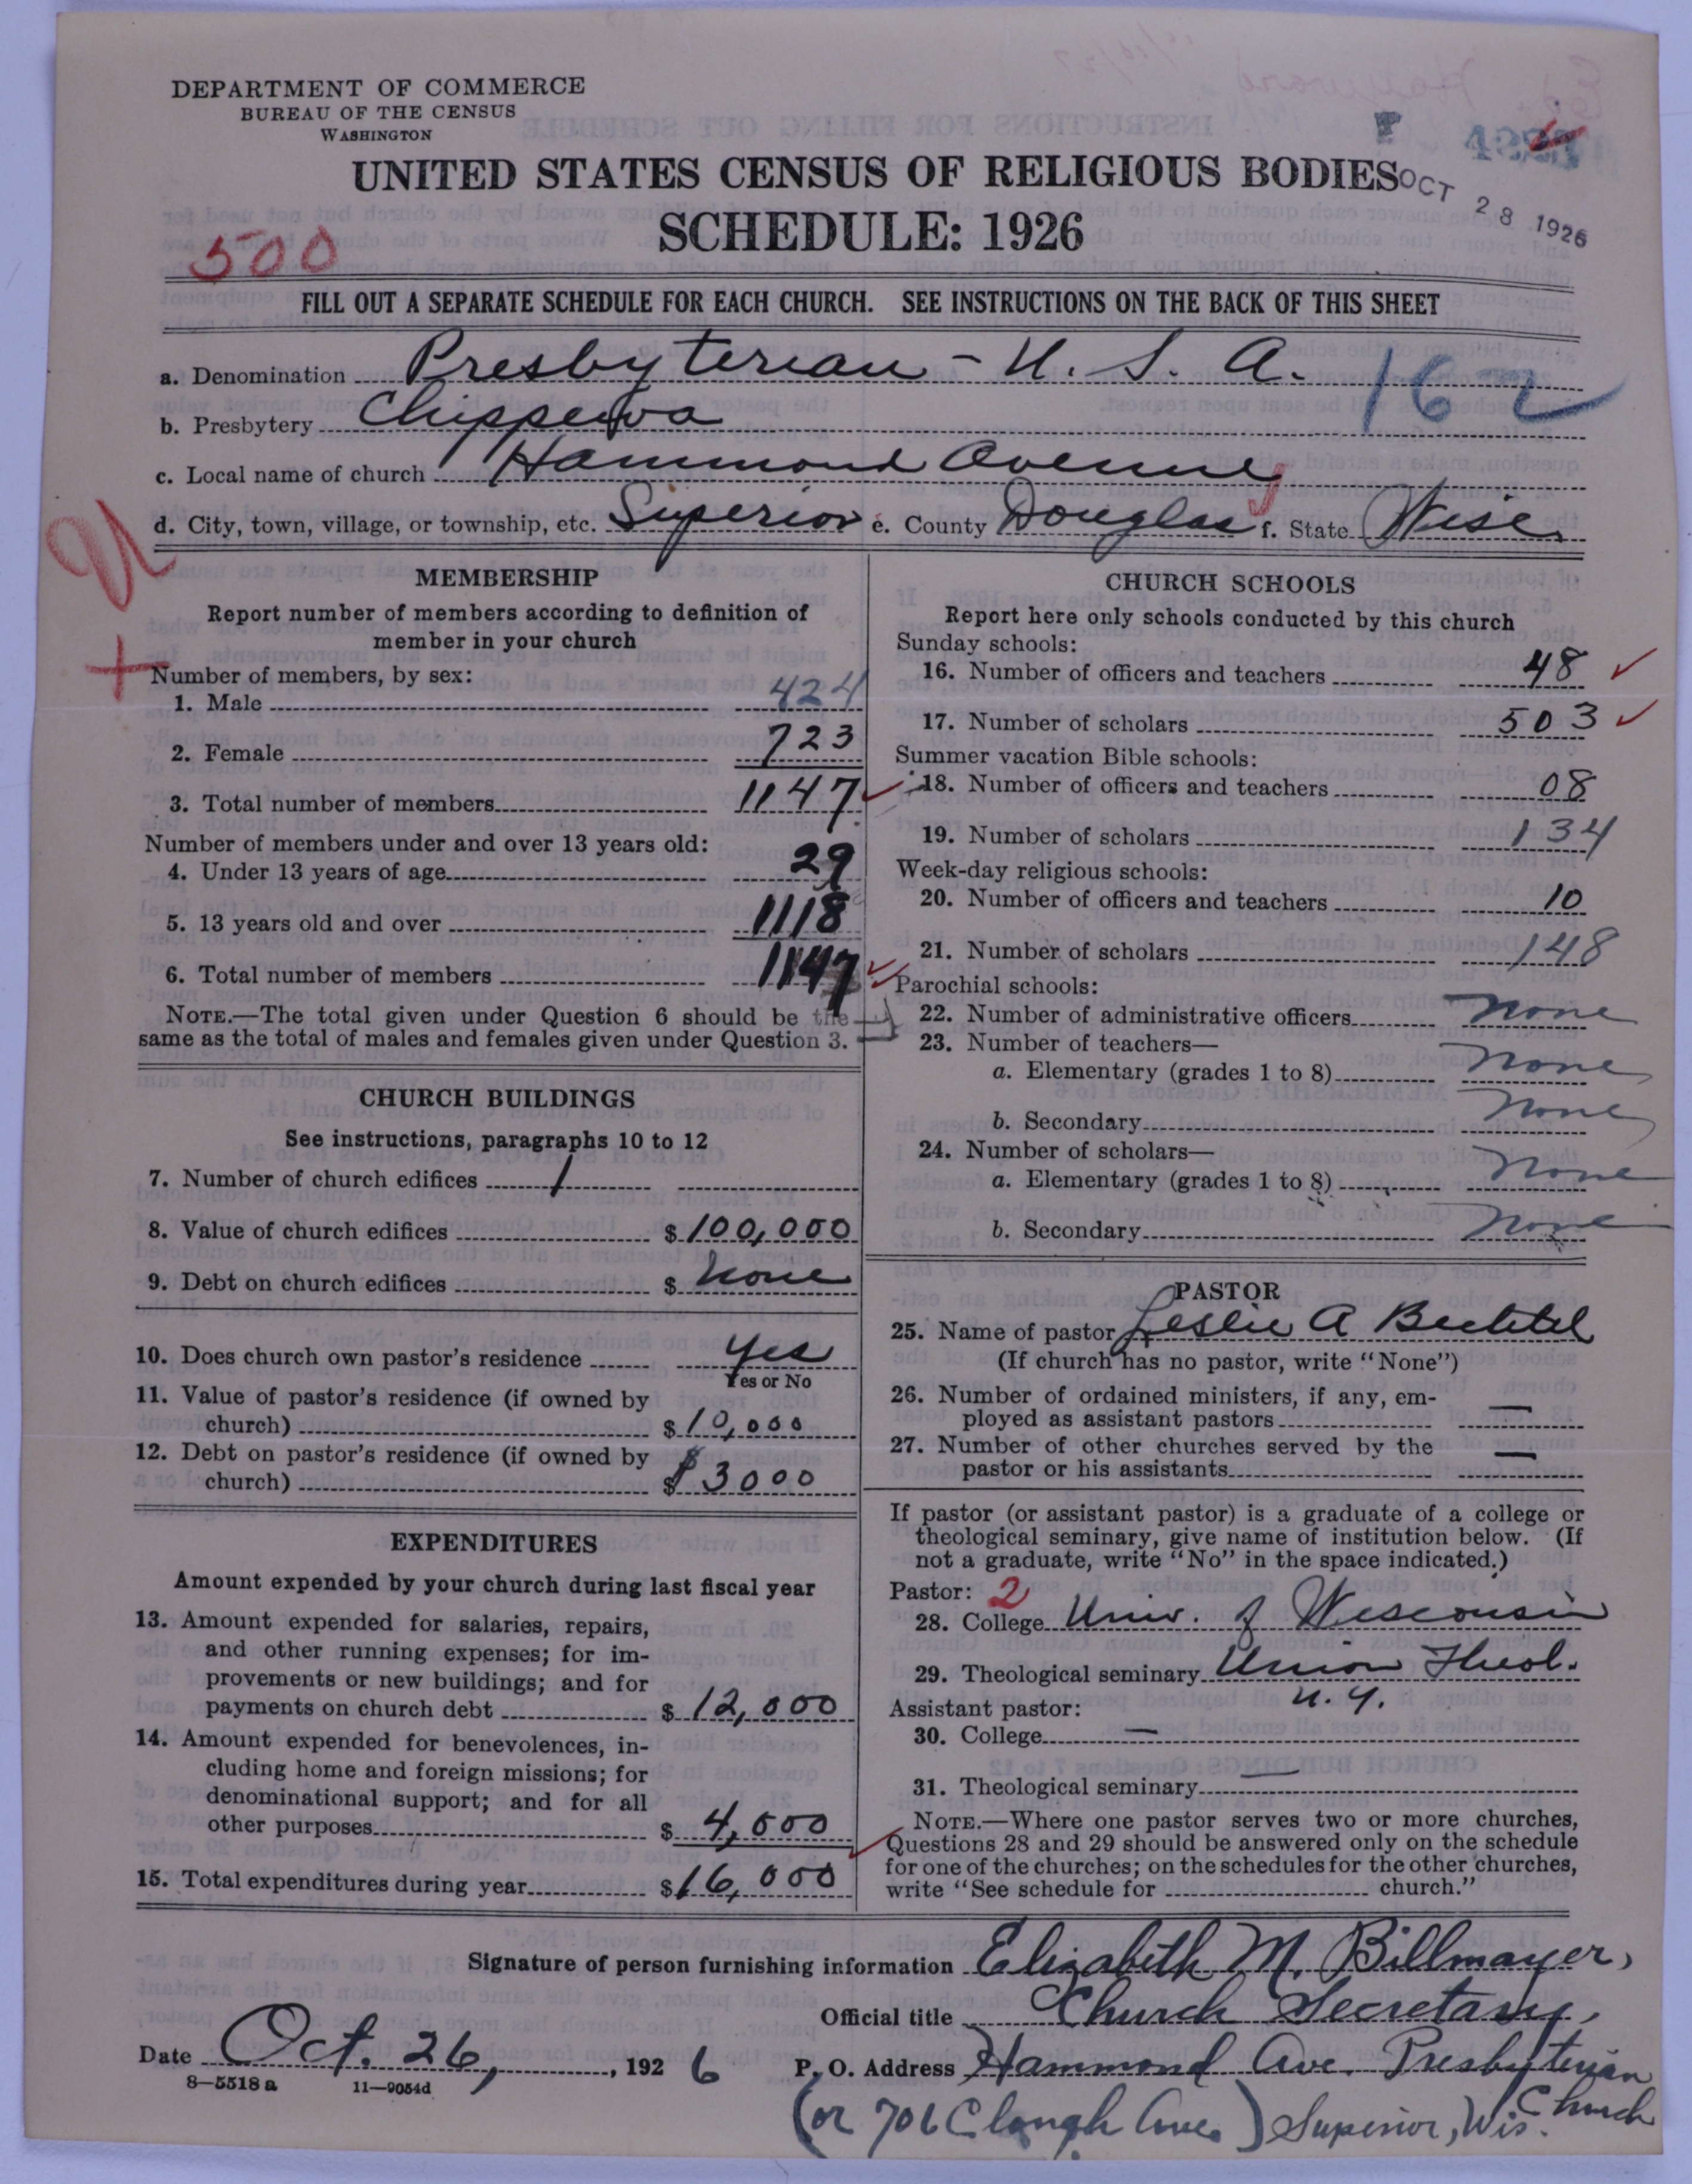 DEPARTMENT OF COMMERCE
BUREAU OF THE CENSUS
WASHINGTON
UNITED STATES CENSUS OF RELIGIOUS BODIES
OCT 28 1926
SCHEDULE: 1926
500
FILL OUT A SEPARATE SCHEDULE FOR EACH CHURCH. SEE INSTRUCTIONS ON THE BACK OF THIS SHEET
a. Denomination Presbyterian - U. S. A. 162
b. Presbytery Chippewa
c. Local name of church Hammond Avenue
d. City, town, village, or township, etc. Superior e. County Douglas f. State Wisc.
MEMBERSHIP
Report number of members according to definition of
member in your church
Number of members, by sex:
1. Male 424
2. Female 723
3. Total number of members 1147
Number of members under and over 13 years old:
4. Under 13 years of age 29
5. 13 years old and over 1118
6. Total number of members 1147
NOTE.—The total given under Question 6 should be the
same as the total of males and females given under Question 3.
CHURCH BUILDINGS
See instructions, paragraphs 10 to 12
7. Number of church edifices 1
8. Value of church edifices $ 100,000
9. Debt on church edifices $ None
10. Does church own pastor's residence Yes
Yes or No
11. Value of pastor's residence (if owned by
church) $ 10,000
12. Debt on pastor's residence (if owned by
church) $ $3000
EXPENDITURES
Amount expended by your church during last fiscal year
13. Amount expended for salaries, repairs,
and other running expenses; for im-
provements or new buildings; and for
payments on church debt $ 12,000
14. Amount expended for benevolences, in-
cluding home and foreign missions; for
denominational support; and for all
other purposes $ 4,000
15. Total expenditures during year $ 16,000
CHURCH SCHOOLS
Report here only schools conducted by this church
Sunday schools:
16. Number of officers and teachers 48
17. Number of scholars 503
Summer vacation Bible schools:
18. Number of officers and teachers 08
19. Number of scholars 134
Week-day religious schools:
20. Number of officers and teachers 10
21. Number of scholars 148
Parochial schools:
22. Number of administrative officers None
23. Number of teachers—
a. Elementary (grades 1 to 8) None
b. Secondary None
24. Number of scholars—
a. Elementary (grades 1 to 8) None
b. Secondary None
PASTOR
25. Name of pastor Leslie A Bechtel
(If church has no pastor, write "None")
26. Number of ordained ministers, if any, em-
ployed as assistant pastors —
27. Number of other churches served by the
pastor or his assistants —
If pastor (or assistant pastor) is a graduate of a college or
theological seminary, give name of institution below. (If
not a graduate, write "No" in the space indicated.)
Pastor: 2
28. College Univ. of Wisconsin
29. Theological seminary Union Theol.
N. Y.
Assistant pastor:
30. College —
31. Theological seminary —
NOTE.—Where one pastor serves two or more churches,
Questions 28 and 29 should be answered only on the schedule
for one of the churches; on the schedules for the other churches,
write "See schedule for church."
Signature of person furnishing information Elizabeth M. Billmayer,
Official title Church Secretary,
Date Oct. 26, , 192 6 P. O. Address Hammond Ave. Presbyterian
Church
8—5518 a 11—9054d
(or 706 Clough Ave.) Superior, Wis.